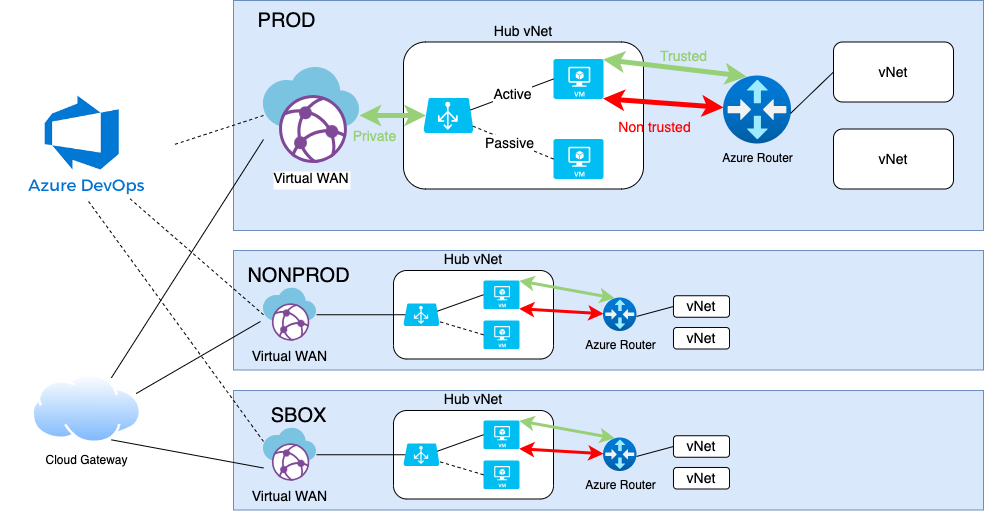 PROD
Hub vNet
Trusted
vNet
VM
Active
Private
Non trusted
Passive
Azure Router
vNet
VM
Virtual WAN
Azure DevOps
NONPROD
Hub vNet
VM
vNet
VM
Azure Router
vNet
Virtual WAN
SBOX
Hub vNet
VM
vNet
VM
Azure Router
vNet
Virtual WAN
Cloud Gateway